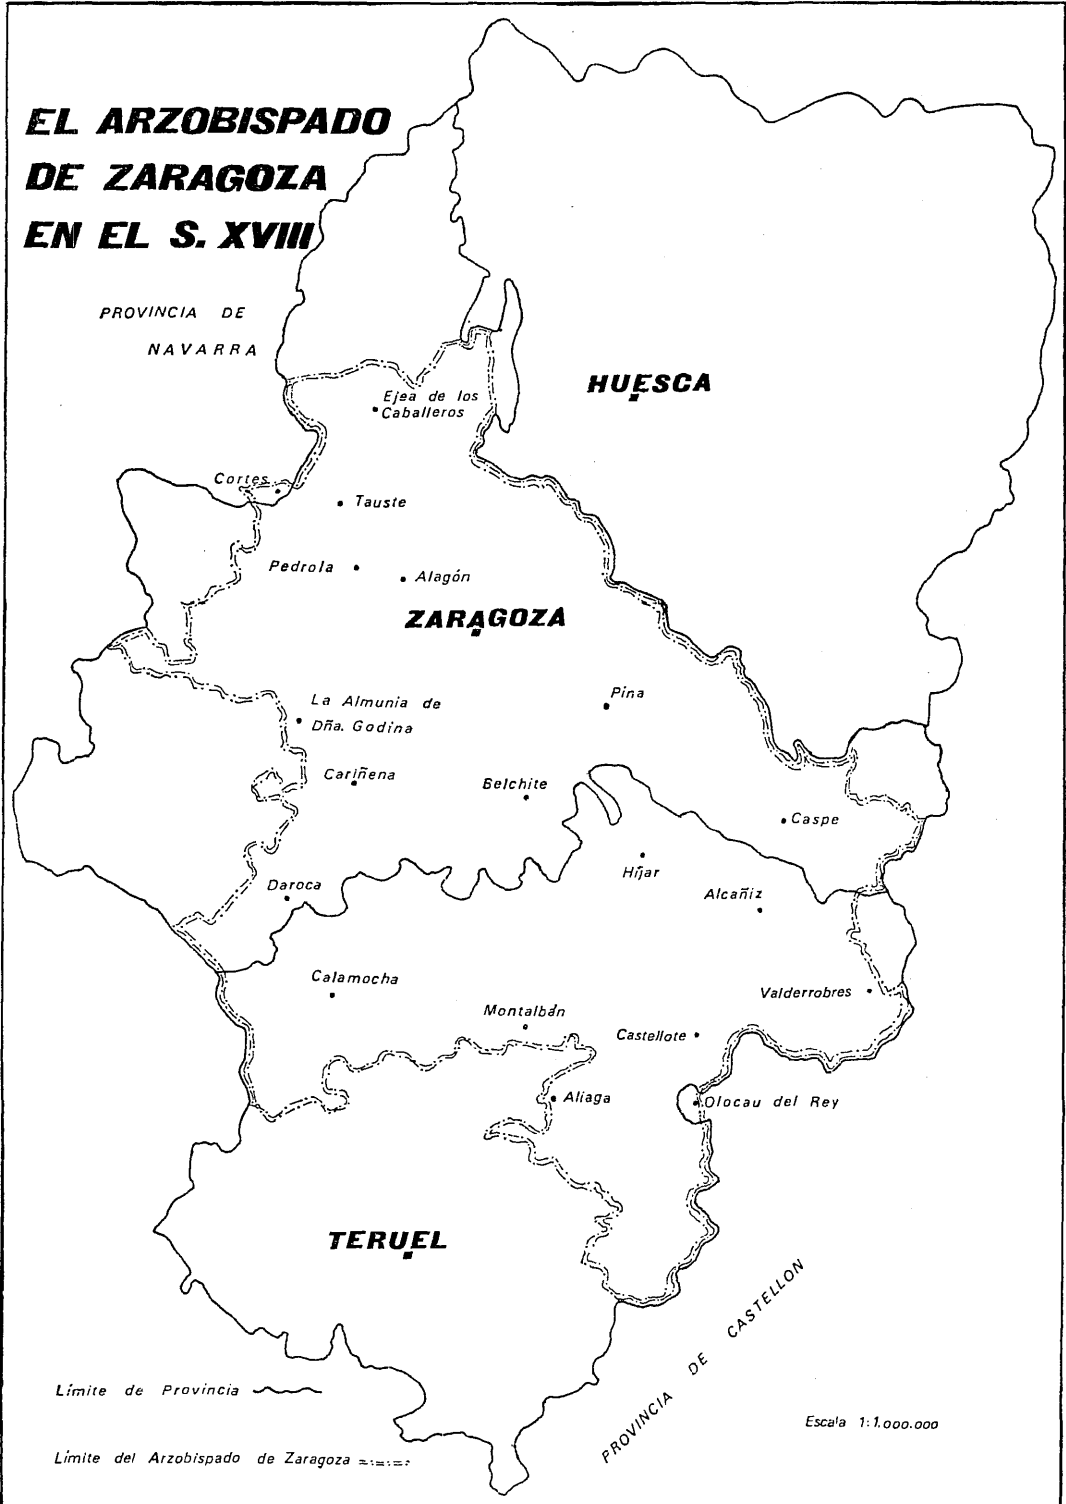 EL ARZOBISPADO
DE ZARAGOZA
EN EL S. XVIII
PROVINCIA DE
NAVARRA
HUESCA
Ejea de los
Caballeros
Cortes
Tauste
Pedrola
Alagón
ZARAGOZA
Pina
La Almunia de
Dña. Godina
Cariñena
Belchite
Caspe
Híjar
Daroca
Alcañiz
Calamocha
Valderrobres
Montalbán
Castellote
Aliaga
Olocau del Rey
TERUEL
PROVINCIA DE CASTELLON
Límite de Provincia
Escala 1:1.000.000
Límite del Arzobispado de Zaragoza